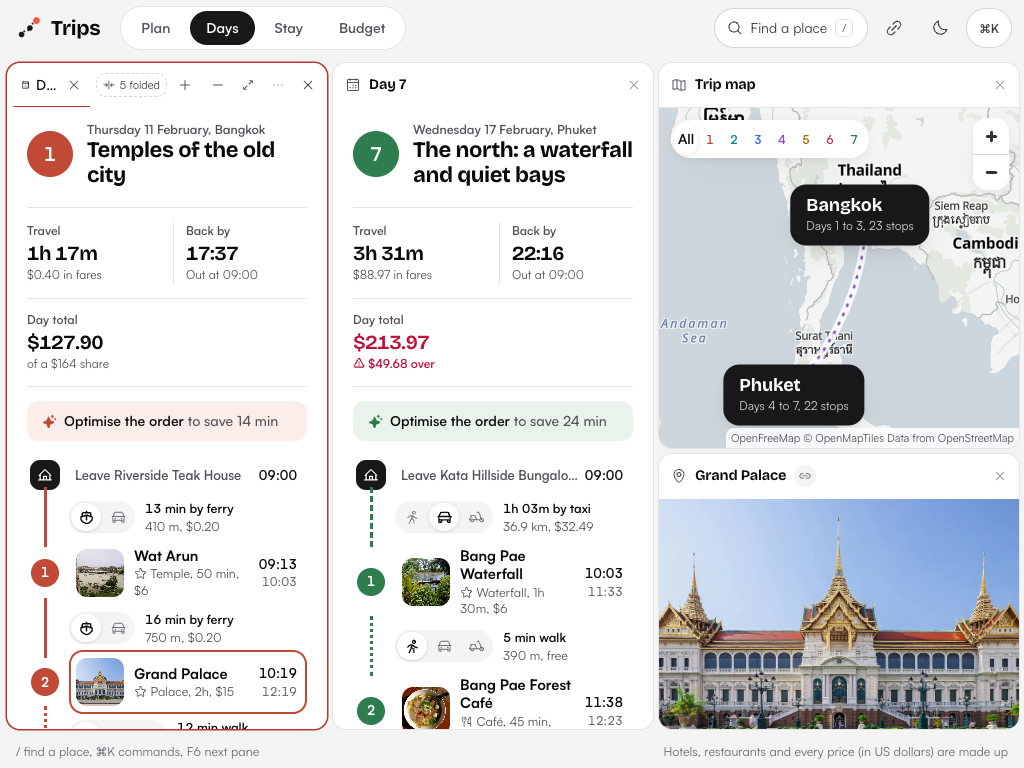 Trips
Plan
Days
Stay
Budget
Find a place
/
⌘K
D...
5 folded
Thursday 11 February, Bangkok
1
Temples of the old
city
Travel
1h 17m
$0.40 in fares
Back by
17:37
Out at 09:00
Day total
$127.90
of a $164 share
Optimise the order to save 14 min
Leave Riverside Teak House 09:00
13 min by ferry
410 m, $0.20
1
Wat Arun
Temple, 50 min,
$6
09:13
10:03
16 min by ferry
750 m, $0.20
2
Grand Palace
Palace, 2h, $15
10:19
12:19
12 min walk
Day 7
Wednesday 17 February, Phuket
7
The north: a waterfall
and quiet bays
Travel
3h 31m
$88.97 in fares
Back by
22:16
Out at 09:00
Day total
$213.97
$49.68 over
Optimise the order to save 24 min
Leave Kata Hillside Bungalo... 09:00
1h 03m by taxi
36.9 km, $32.49
1
Bang Pae
Waterfall
Waterfall, 1h
30m, $6
10:03
11:33
5 min walk
390 m, free
2
Bang Pae Forest
Café
Café, 45 min,
11:38
12:23
Trip map
All 1 2 3 4 5 6 7
+
−
Thailand
Bangkok
Days 1 to 3, 23 stops
Siem Reap
Cambodi
កម្ពុជា
Ho
Andaman
Sea
Phuket
Days 4 to 7, 22 stops
OpenFreeMap © OpenMapTiles Data from OpenStreetMap
Grand Palace
/ find a place, ⌘K commands, F6 next pane
Hotels, restaurants and every price (in US dollars) are made up